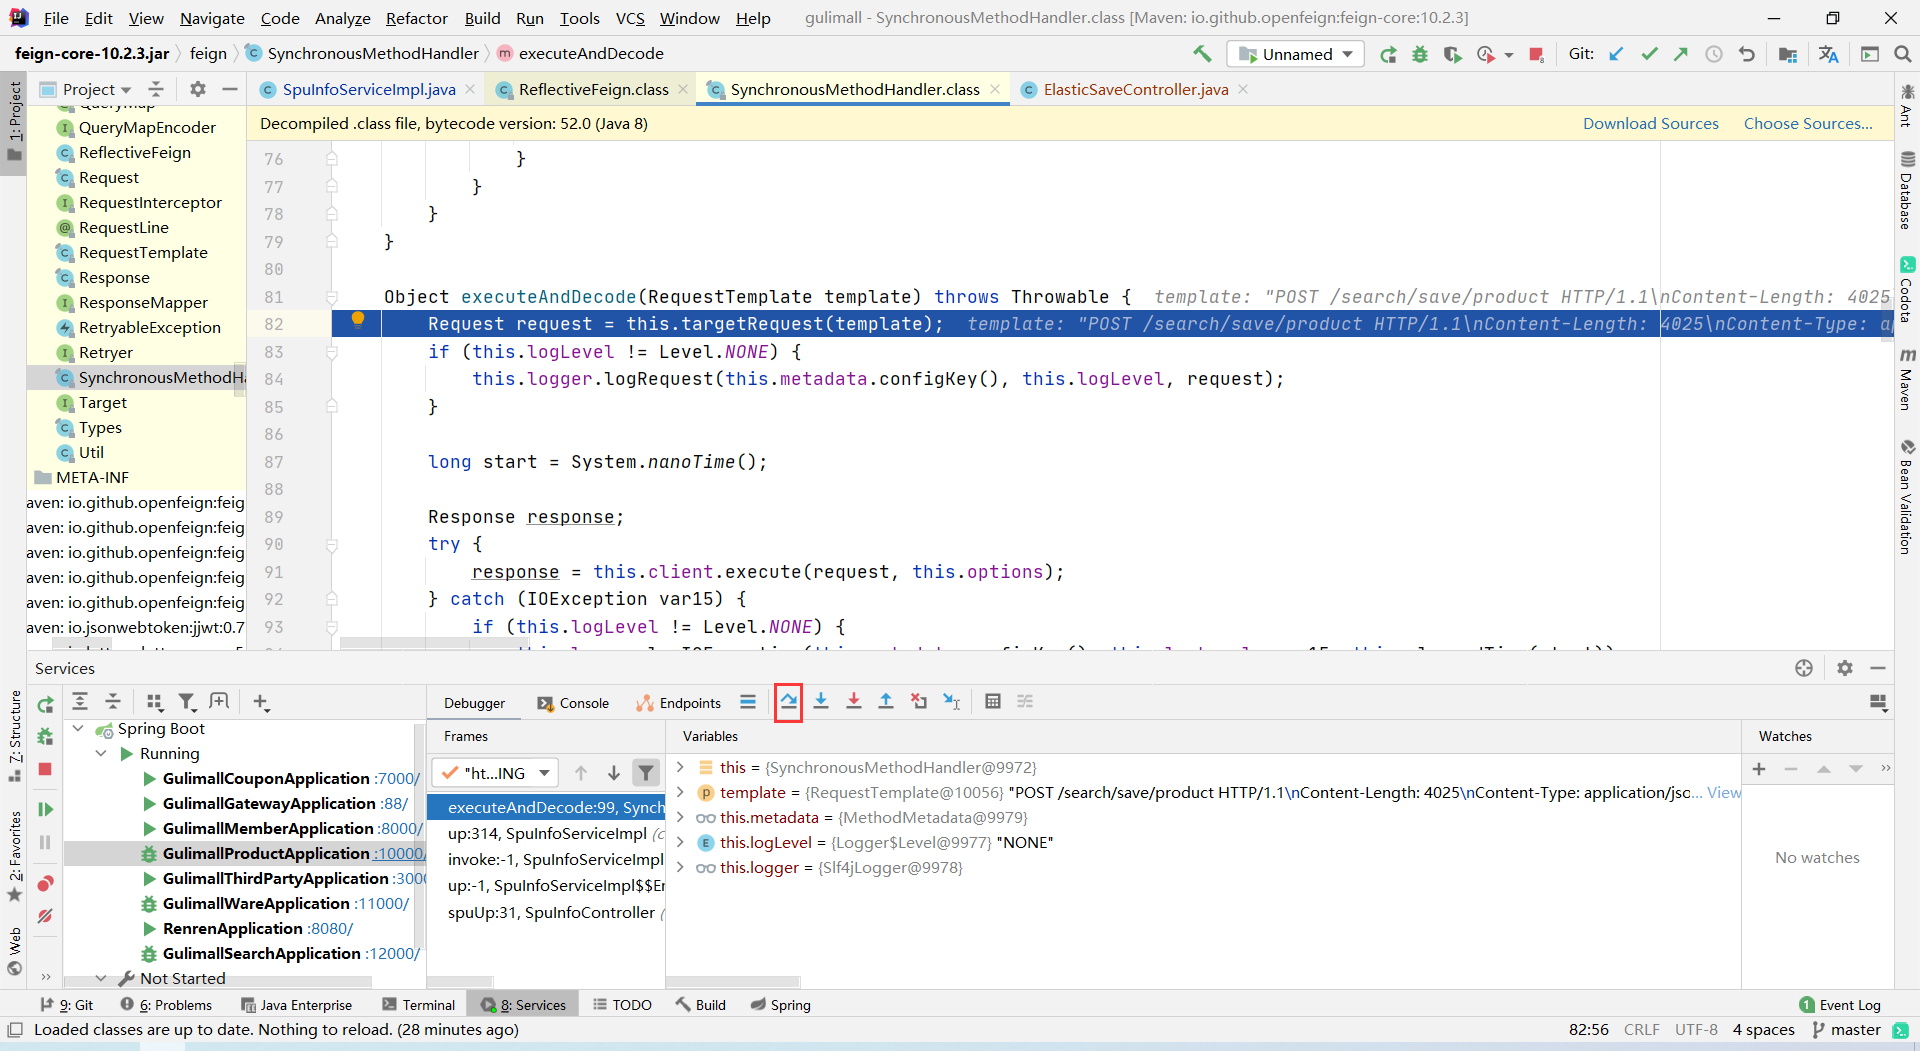 File Edit View Navigate Code Analyze Refactor Build Run Tools VCS Window Help gulimall - SynchronousMethodHandler.class [Maven: io.github.openfeign:feign-core:10.2.3]
feign-core-10.2.3.jar feign SynchronousMethodHandler executeAndDecode Unnamed Git:
1: Project
Project
SpuInfoServiceImpl.java ReflectiveFeign.class SynchronousMethodHandler.class ElasticSaveController.java
Decompiled .class file, bytecode version: 52.0 (Java 8) Download Sources Choose Sources...
QueryMap
QueryMapEncoder
ReflectiveFeign
Request
RequestInterceptor
RequestLine
RequestTemplate
Response
ResponseMapper
RetryableException
Retryer
SynchronousMethodHa
Target
Types
Util
META-INF
aven: io.github.openfeign:feig
aven: io.github.openfeign:feig
aven: io.github.openfeign:feig
aven: io.github.openfeign:feig
aven: io.github.openfeign:feig
aven: io.jsonwebtoken:jjwt:0.7
76 }
77 }
78 }
79 }
80
81 Object executeAndDecode(RequestTemplate template) throws Throwable { template: "POST /search/save/product HTTP/1.1\nContent-Length: 4025
82 Request request = this.targetRequest(template); template: "POST /search/save/product HTTP/1.1\nContent-Length: 4025\nContent-Type: a
83 if (this.logLevel != Level.NONE) {
84 this.logger.logRequest(this.metadata.configKey(), this.logLevel, request);
85 }
86
87 long start = System.nanoTime();
88
89 Response response;
90 try {
91 response = this.client.execute(request, this.options);
92 } catch (IOException var15) {
93 if (this.logLevel != Level.NONE) {
Ant
Database
Codota
Maven
Bean Validation
Services
7: Structure
2: Favorites
Web
Spring Boot
Running
GulimallCouponApplication :7000/
GulimallGatewayApplication :88/
GulimallMemberApplication :8000/
GulimallProductApplication :10000/
GulimallThirdPartyApplication :3000
GulimallWareApplication :11000/
RenrenApplication :8080/
GulimallSearchApplication :12000/
Not Started
Debugger Console Endpoints
Frames
"ht...ING
executeAndDecode:99, Synch
up:314, SpuInfoServiceImpl (c
invoke:-1, SpuInfoServiceImpl
up:-1, SpuInfoServiceImpl$$En
spuUp:31, SpuInfoController (
Variables
this = {SynchronousMethodHandler@9972}
template = {RequestTemplate@10056} "POST /search/save/product HTTP/1.1\nContent-Length: 4025\nContent-Type: application/jsc... View
this.metadata = {MethodMetadata@9979}
this.logLevel = {Logger$Level@9977} "NONE"
this.logger = {Slf4jLogger@9978}
Watches
No watches
9: Git 6: Problems Java Enterprise Terminal 8: Services TODO Build Spring 1 Event Log
Loaded classes are up to date. Nothing to reload. (28 minutes ago) 82:56 CRLF UTF-8 4 spaces master